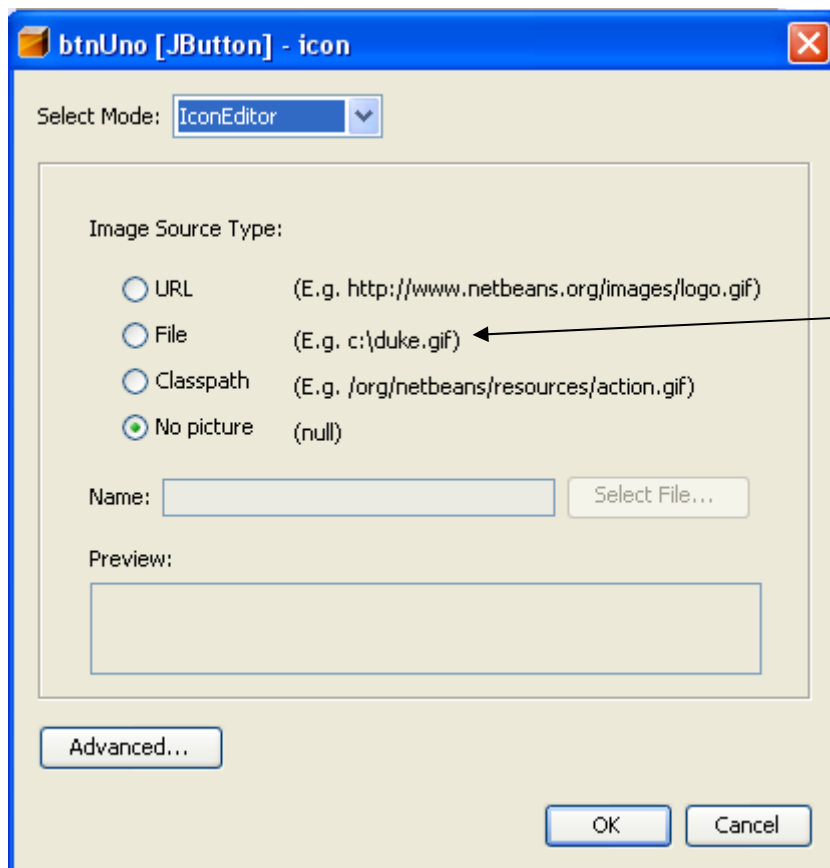 btnUno [JButton] - icon
Select Mode: IconEditor
Image Source Type:
URL (E.g. http://www.netbeans.org/images/logo.gif)
File (E.g. c:\duke.gif)
Classpath (E.g. /org/netbeans/resources/action.gif)
No picture (null)
Name: Select File...
Preview:
Advanced...
OK Cancel